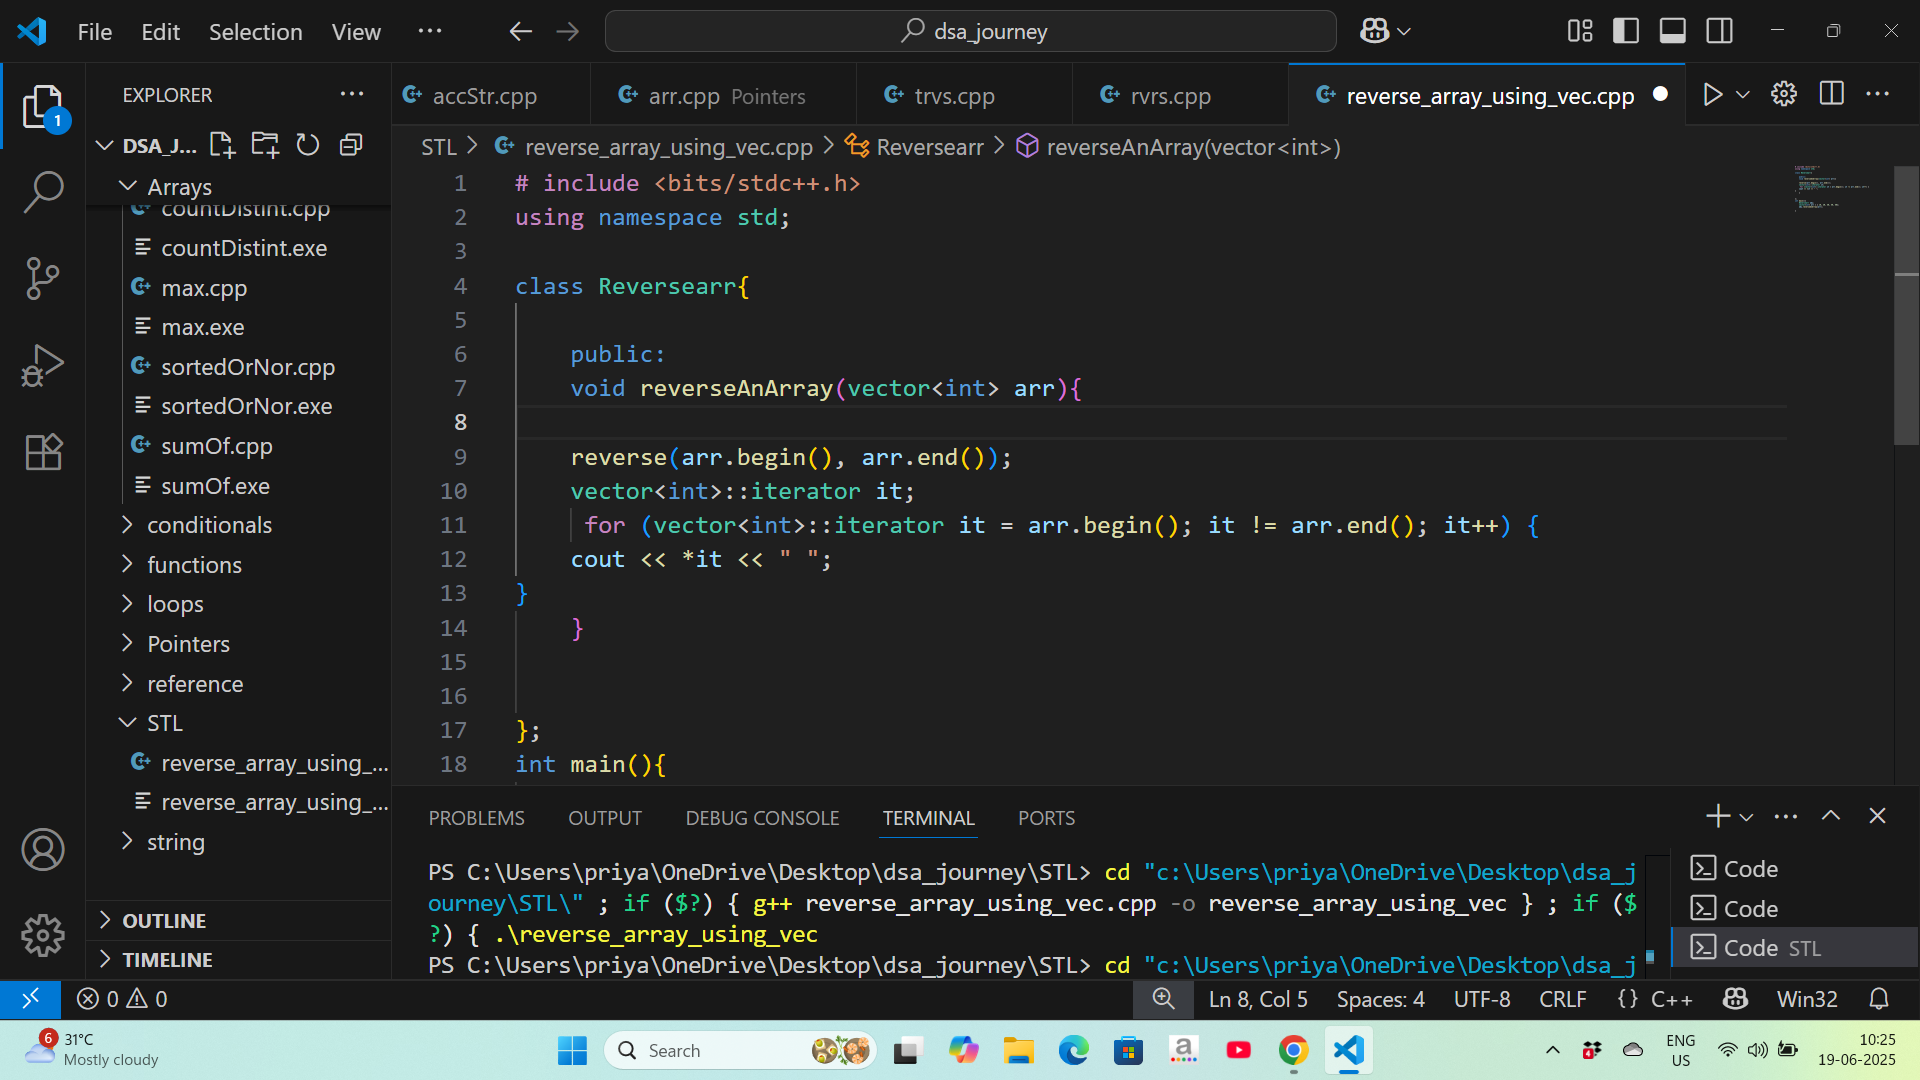 File Edit Selection View ... dsa_journey
EXPLORER
accStr.cpp arr.cpp Pointers trvs.cpp rvrs.cpp reverse_array_using_vec.cpp
DSA_J...
STL > reverse_array_using_vec.cpp > Reversearr > reverseAnArray(vector<int>)
Arrays
countDistint.cpp
countDistint.exe
max.cpp
max.exe
sortedOrNor.cpp
sortedOrNor.exe
sumOf.cpp
sumOf.exe
conditionals
functions
loops
Pointers
reference
STL
reverse_array_using_...
reverse_array_using_...
string
OUTLINE
TIMELINE
1 # include <bits/stdc++.h>
2 using namespace std;
3
4 class Reversearr{
5
6 public:
7 void reverseAnArray(vector<int> arr){
8
9 reverse(arr.begin(), arr.end());
10 vector<int>::iterator it;
11 for (vector<int>::iterator it = arr.begin(); it != arr.end(); it++) {
12 cout << *it << " ";
13 }
14 }
15
16
17 };
18 int main(){
PROBLEMS OUTPUT DEBUG CONSOLE TERMINAL PORTS
PS C:\Users\priya\OneDrive\Desktop\dsa_journey\STL> cd "c:\Users\priya\OneDrive\Desktop\dsa_j
ourney\STL\" ; if ($?) { g++ reverse_array_using_vec.cpp -o reverse_array_using_vec } ; if ($
?) { .\reverse_array_using_vec
PS C:\Users\priya\OneDrive\Desktop\dsa_journey\STL> cd "c:\Users\priya\OneDrive\Desktop\dsa_j
Code
Code
Code STL
1
0 0 Ln 8, Col 5 Spaces: 4 UTF-8 CRLF {} C++ Win32
6 31°C
Mostly cloudy
Search
ENG
US
10:25
19-06-2025